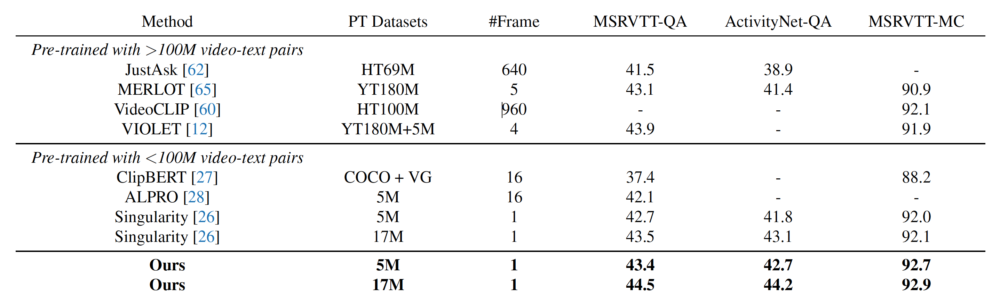 Method PT Datasets #Frame MSRVTT-QA ActivityNet-QA MSRVTT-MC
Pre-trained with >100M video-text pairs
JustAsk [62] HT69M 640 41.5 38.9 -
MERLOT [65] YT180M 5 43.1 41.4 90.9
VideoCLIP [60] HT100M 960 - - 92.1
VIOLET [12] YT180M+5M 4 43.9 - 91.9
Pre-trained with <100M video-text pairs
ClipBERT [27] COCO + VG 16 37.4 - 88.2
ALPRO [28] 5M 16 42.1 - -
Singularity [26] 5M 1 42.7 41.8 92.0
Singularity [26] 17M 1 43.5 43.1 92.1
Ours 5M 1 43.4 42.7 92.7
Ours 17M 1 44.5 44.2 92.9